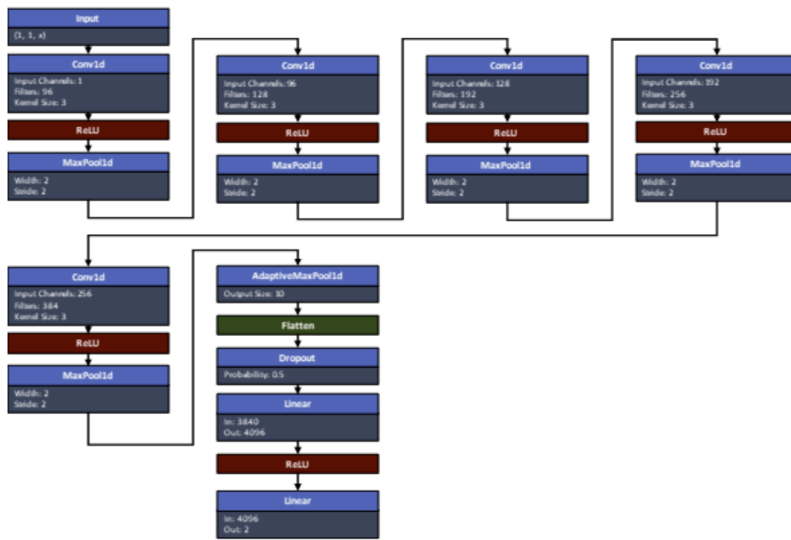 Input
(1, 1, x)
Conv1d
Input Channels: 1
Filters: 96
Kernel Size: 3
ReLU
MaxPool1d
Width: 2
Stride: 2
Conv1d
Input Channels: 96
Filters: 128
Kernel Size: 3
ReLU
MaxPool1d
Width: 2
Stride: 2
Conv1d
Input Channels: 128
Filters: 192
Kernel Size: 3
ReLU
MaxPool1d
Width: 2
Stride: 2
Conv1d
Input Channels: 192
Filters: 256
Kernel Size: 3
ReLU
MaxPool1d
Width: 2
Stride: 2
Conv1d
Input Channels: 256
Filters: 384
Kernel Size: 3
ReLU
MaxPool1d
Width: 2
Stride: 2
AdaptiveMaxPool1d
Output Size: 10
Flatten
Dropout
Probability: 0.5
Linear
In: 3840
Out: 4096
ReLU
Linear
In: 4096
Out: 2